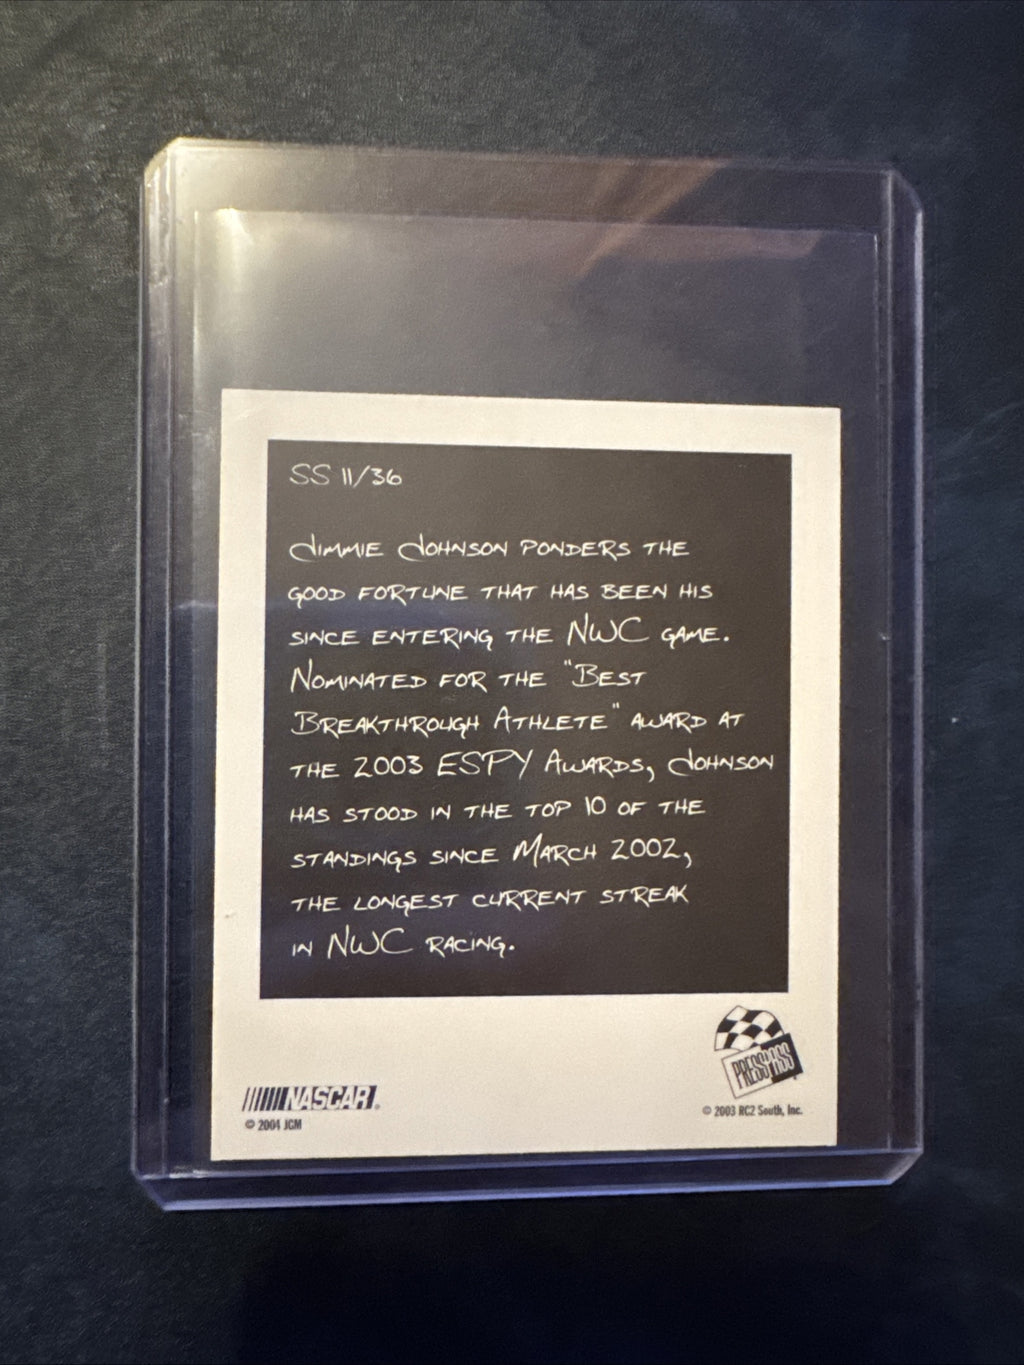 SS 11/36
Jimmie Johnson ponders the
good fortune that has been his
since entering the NWC game.
Nominated for the "Best
Breakthrough Athlete" award at
the 2003 ESPY Awards, Johnson
has stood in the top 10 of the
standings since March 2002,
the longest current streak
in NWC racing.
PRESS PASS
NASCAR®
© 2003 RC2 South, Inc.
© 2004 JCM